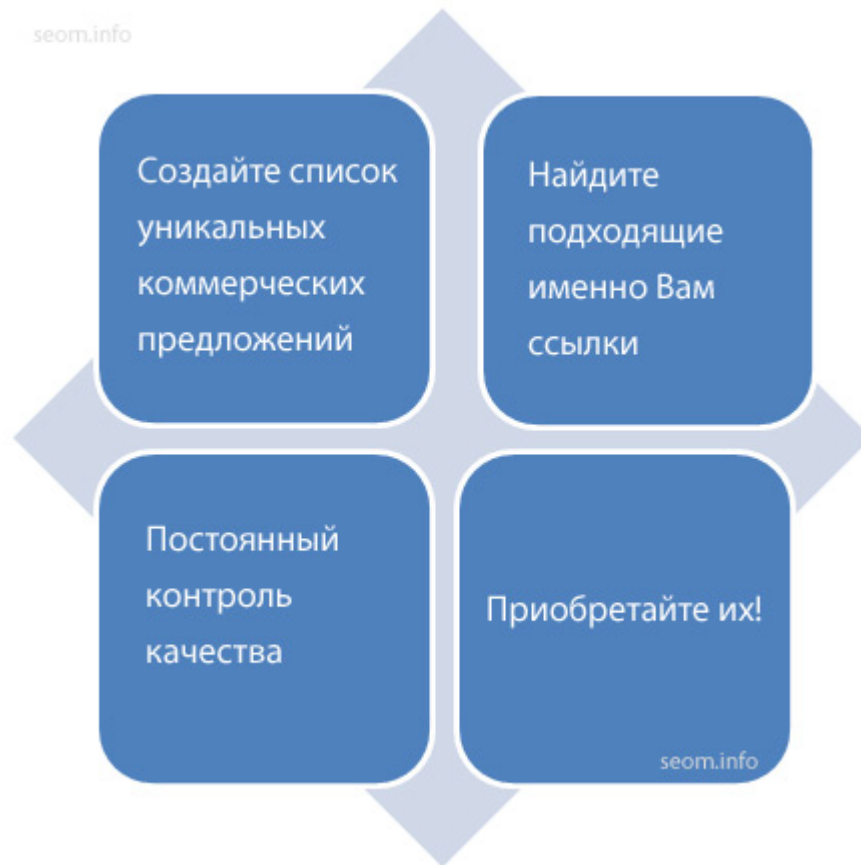 seom.info
Создайте список
уникальных
коммерческих
предложений
Найдите
подходящие
именно Вам
ссылки
Постоянный
контроль
качества
Приобретайте их!
seom.info